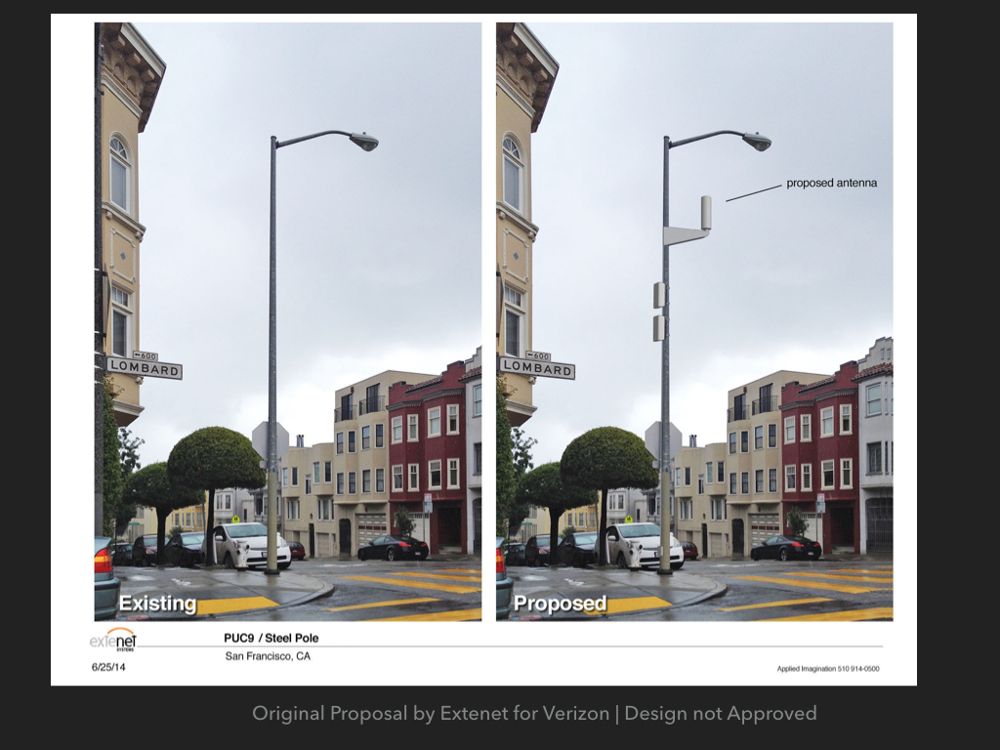 proposed antenna
←600
LOMBARD
←600
LOMBARD
Existing
Proposed
extenet
SYSTEMS
PUC9 / Steel Pole
San Francisco, CA
6/25/14
Applied Imagination 510 914-0500
Original Proposal by Extenet for Verizon | Design not Approved